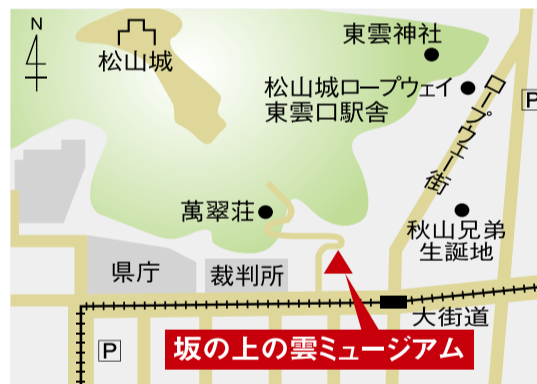 N
松山城
東雲神社
松山城ロープウェイ
東雲口駅舎
ロープウェー街
P
萬翠荘
秋山兄弟
生誕地
県庁
裁判所
大街道
P
坂の上の雲ミュージアム